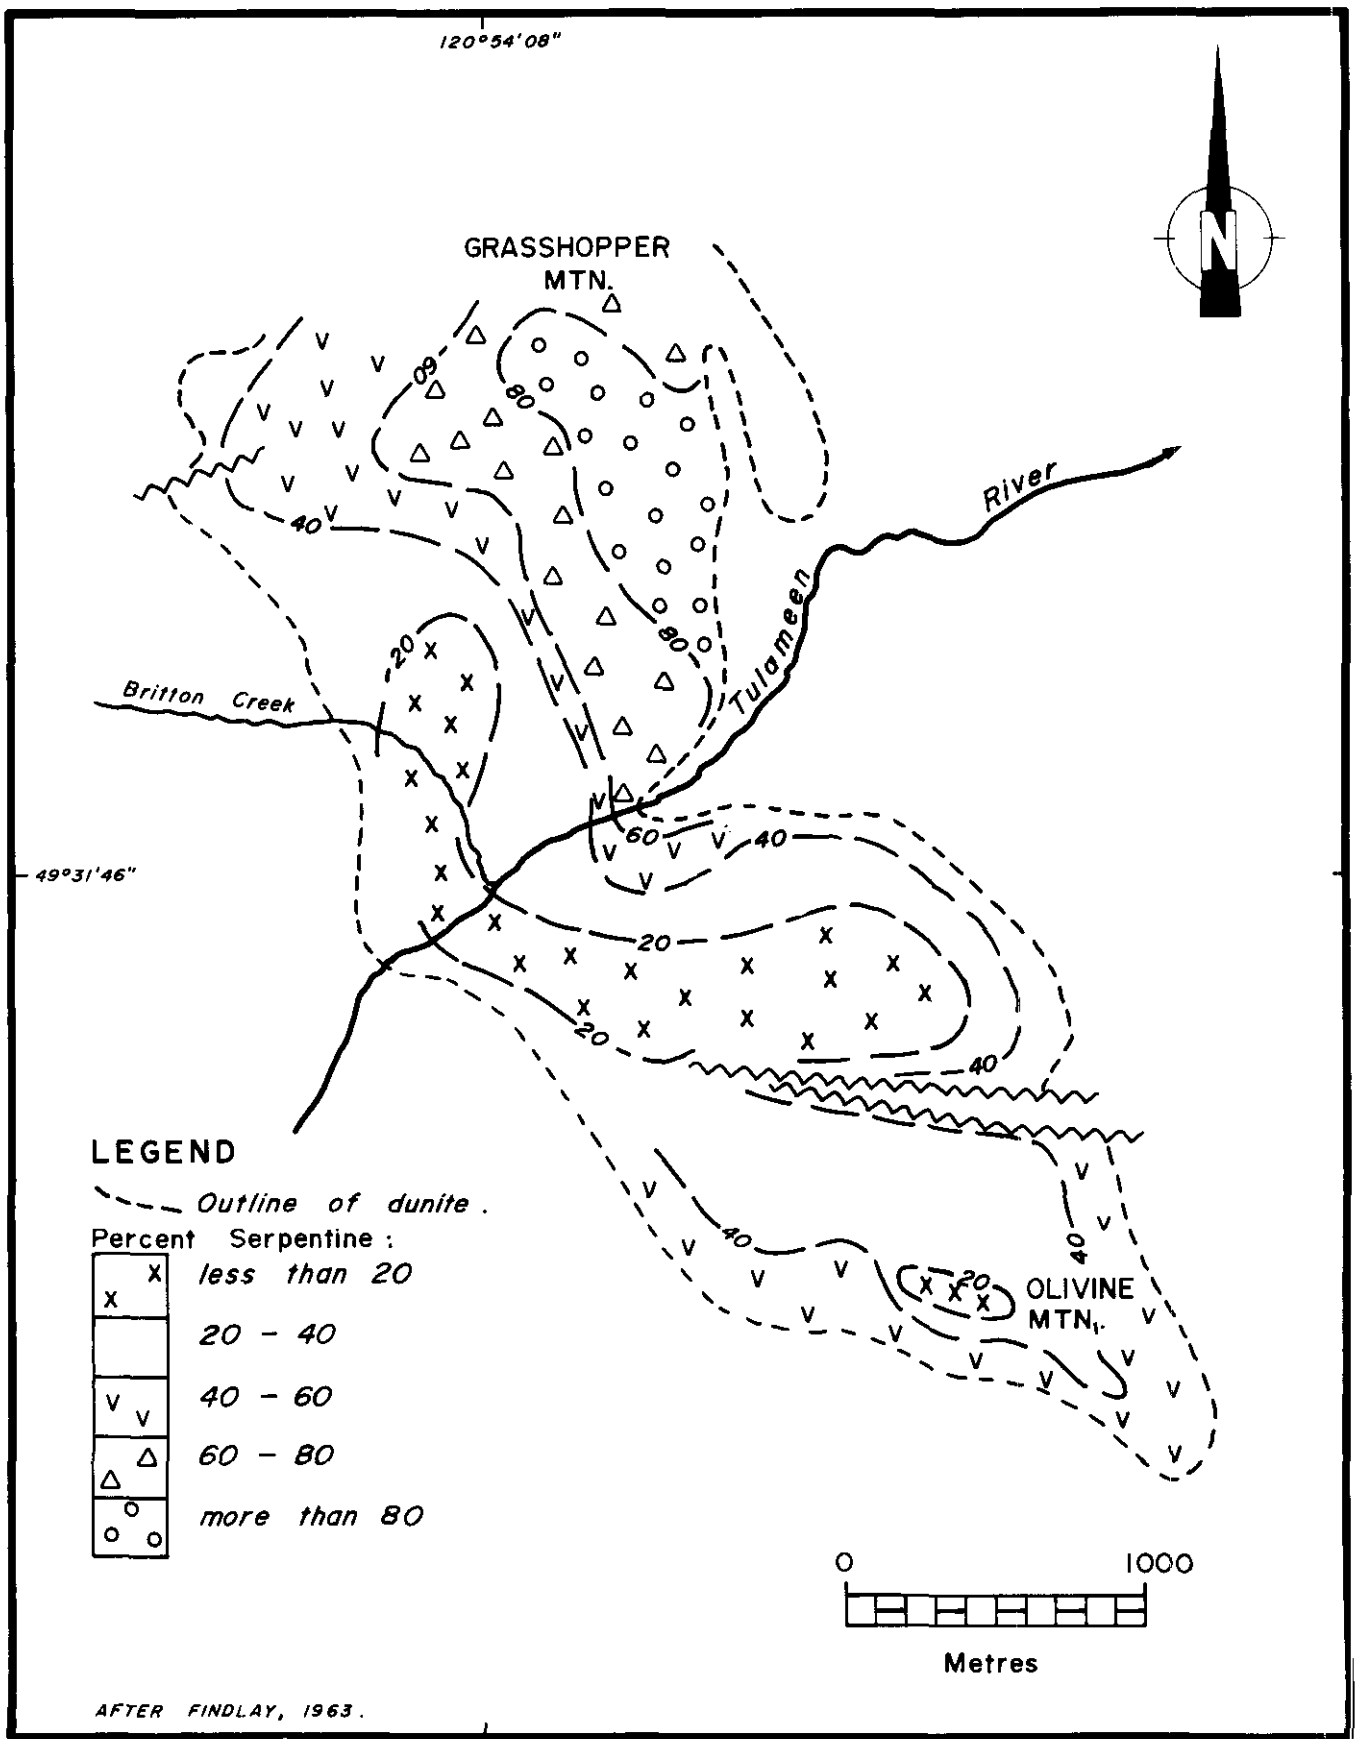 120°54'08"
GRASSHOPPER
MTN.
N
60
80
River
40
20
80
Tulameen
Britton Creek
60
40
49°31'46"
20
20
40
LEGEND
Outline of dunite.
Percent Serpentine:
less than 20
20 - 40
40 - 60
60 - 80
more than 80
40
40
20
OLIVINE
MTN.
0 1000
Metres
AFTER FINDLAY, 1963.